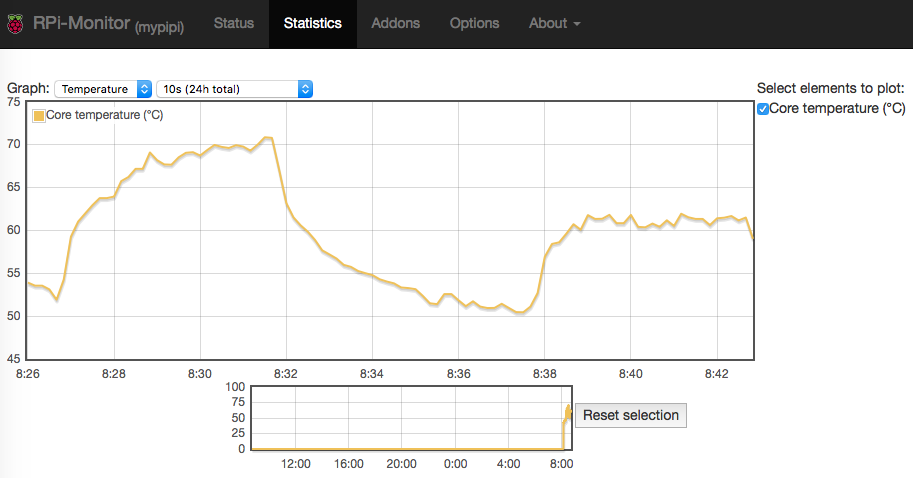 RPi-Monitor (mypipi) Status Statistics Addons Options About
Graph: Temperature 10s (24h total) Select elements to plot:
Core temperature (°C)
Core temperature (°C)
75
70
65
60
55
50
45
8:26 8:28 8:30 8:32 8:34 8:36 8:38 8:40 8:42
100
75
50
25
0
Reset selection
12:00 16:00 20:00 0:00 4:00 8:00